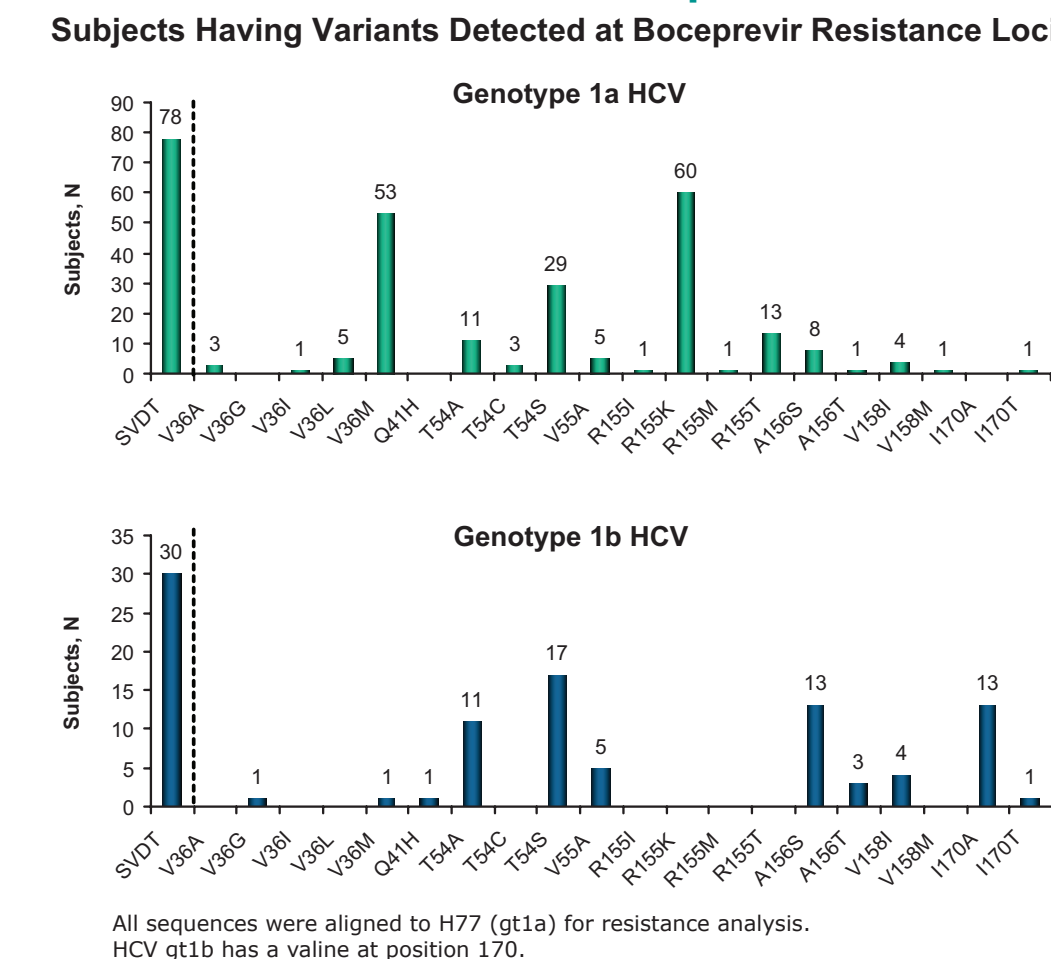 Subjects Having Variants Detected at Boceprevir Resistance Loci
Genotype 1a HCV
Subjects, N
90
80
70
60
50
40
30
20
10
0
78
3
1
5
53
11
3
29
5
1
60
1
13
8
1
4
1
1
SVDT
V36A
V36G
V36I
V36L
V36M
Q41H
T54A
T54C
T54S
V55A
R155I
R155K
R155M
R155T
A156S
A156T
V158I
V158M
I170A
I170T
Genotype 1b HCV
Subjects, N
35
30
25
20
15
10
5
0
30
1
1
1
11
17
5
13
3
4
13
1
SVDT
V36A
V36G
V36I
V36L
V36M
Q41H
T54A
T54C
T54S
V55A
R155I
R155K
R155M
R155T
A156S
A156T
V158I
V158M
I170A
I170T
All sequences were aligned to H77 (gt1a) for resistance analysis.
HCV gt1b has a valine at position 170.